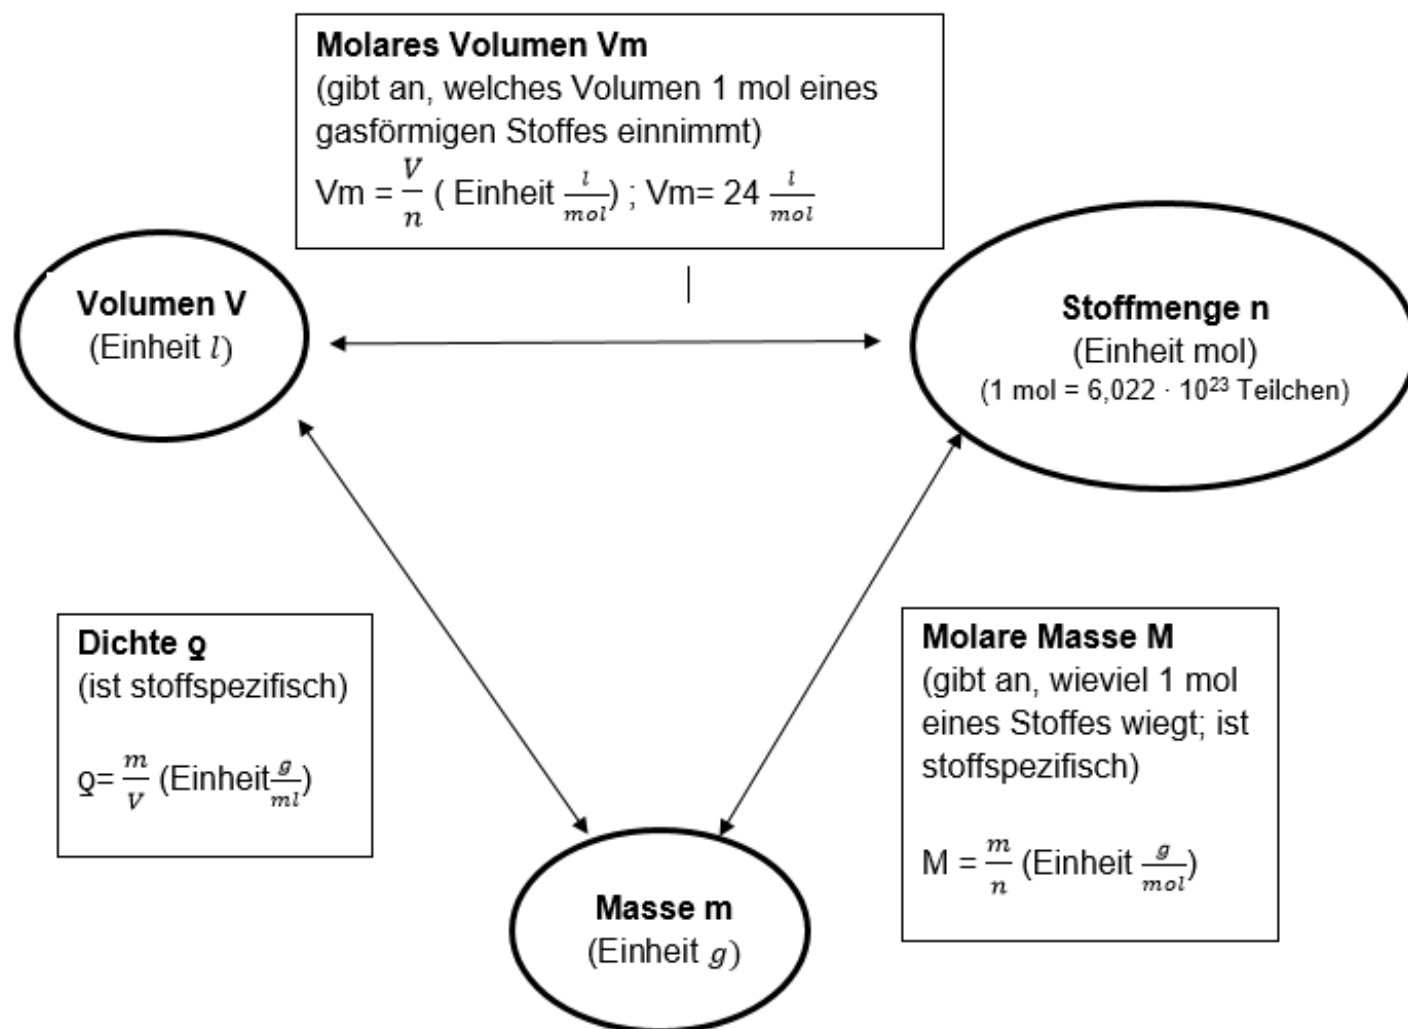 Molares Volumen Vm
(gibt an, welches Volumen 1 mol eines
gasförmigen Stoffes einnimmt)
Vm = V/n ( Einheit l/mol) ; Vm= 24 l/mol
Volumen V
(Einheit l)
Stoffmenge n
(Einheit mol)
(1 mol = 6,022 · 10²³ Teilchen)
Dichte ϱ
(ist stoffspezifisch)
ϱ= m/V (Einheit g/ml)
Molare Masse M
(gibt an, wieviel 1 mol
eines Stoffes wiegt; ist
stoffspezifisch)
M = m/n (Einheit g/mol)
Masse m
(Einheit g)